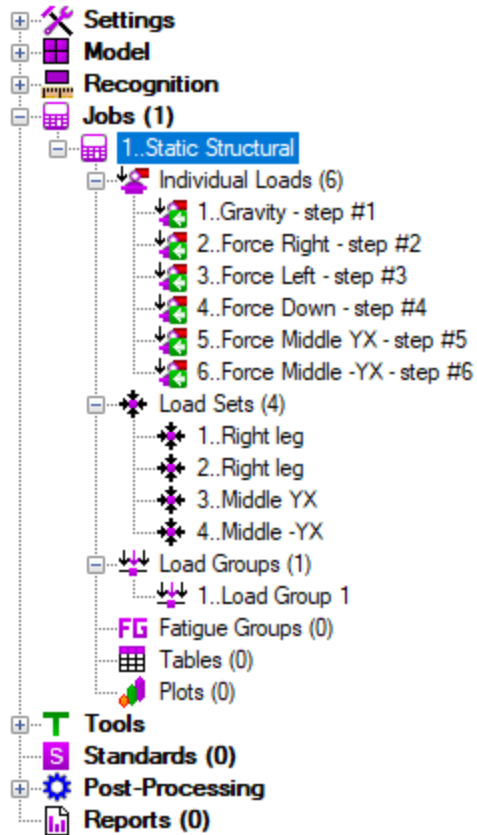 Settings
Model
Recognition
Jobs (1)
1..Static Structural
Individual Loads (6)
1..Gravity - step #1
2..Force Right - step #2
3..Force Left - step #3
4..Force Down - step #4
5..Force Middle YX - step #5
6..Force Middle -YX - step #6
Load Sets (4)
1..Right leg
2..Right leg
3..Middle YX
4..Middle -YX
Load Groups (1)
1..Load Group 1
FG Fatigue Groups (0)
Tables (0)
Plots (0)
Tools
S Standards (0)
Post-Processing
Reports (0)